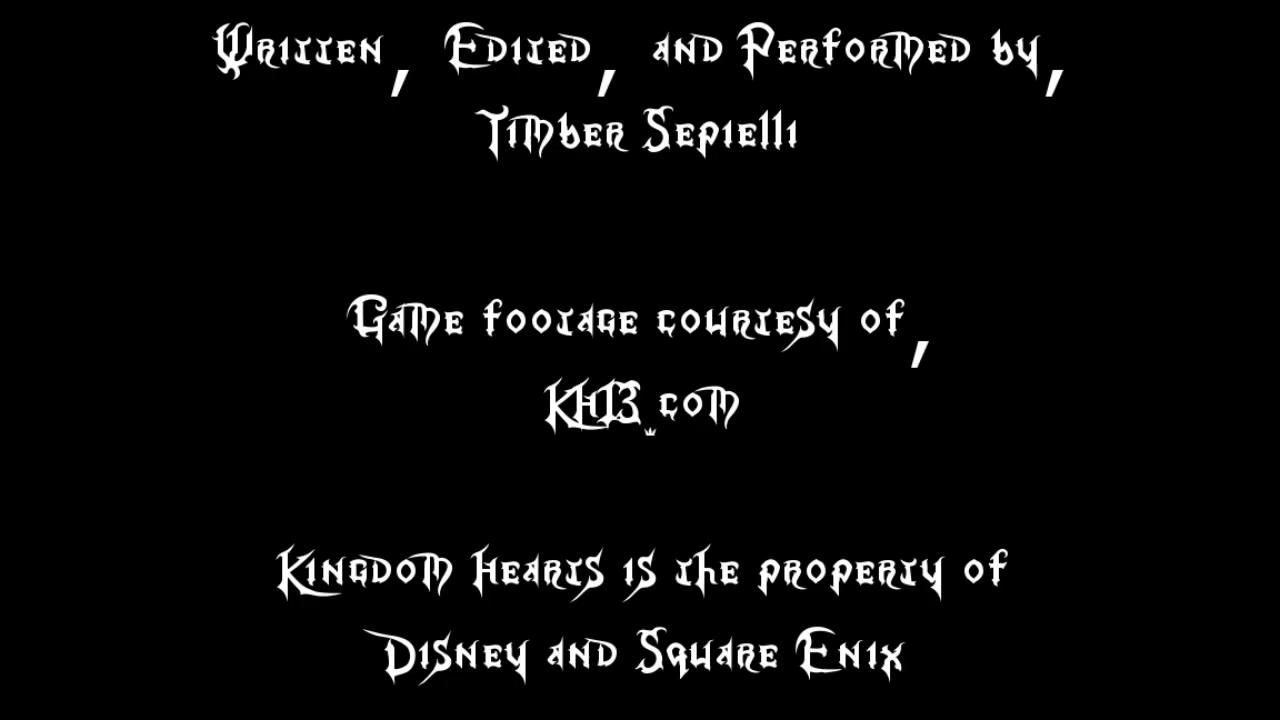 Written, Edited, and Performed by,
Timber Sepielli
Game footage courtesy of,
KH13.com
Kingdom Hearts is the property of
Disney and Square Enix